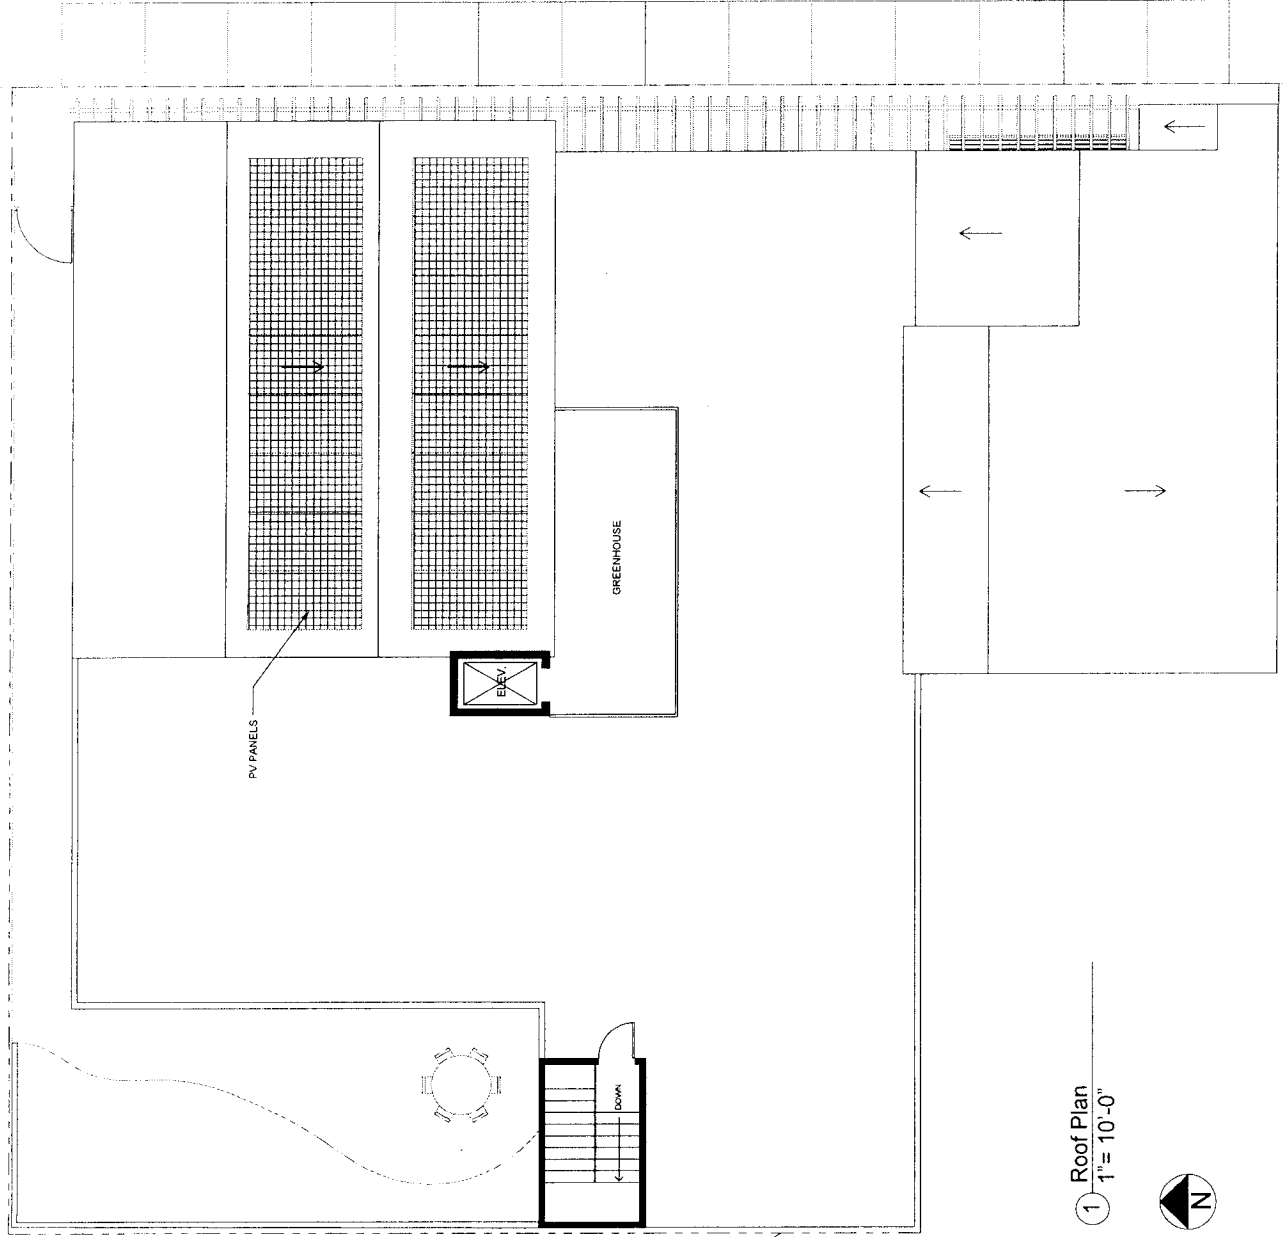 PV PANELS
ELEV.
GREENHOUSE
DOWN
1
Roof Plan
1" = 10'-0"
N